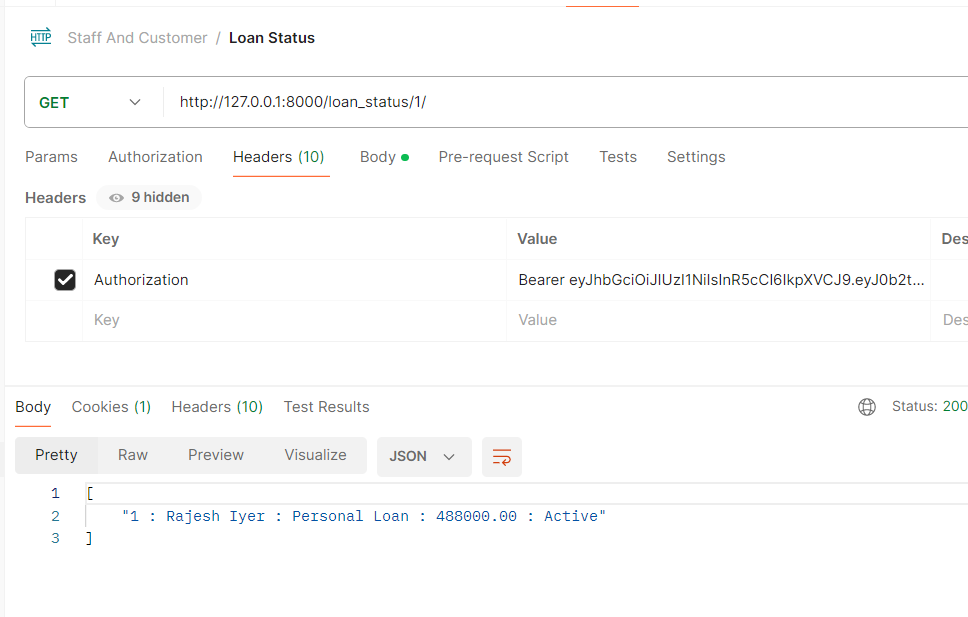 HTTP Staff And Customer / Loan Status
GET http://127.0.0.1:8000/loan_status/1/
Params Authorization Headers (10) Body Pre-request Script Tests Settings
Headers 9 hidden
Key Value Des
Authorization Bearer eyJhbGciOiJIUzI1NiIsInR5cCI6IkpXVCJ9.eyJ0b2t...
Key Value Des
Body Cookies (1) Headers (10) Test Results Status: 200
Pretty Raw Preview Visualize JSON
1 [
2 "1 : Rajesh Iyer : Personal Loan : 488000.00 : Active"
3 ]